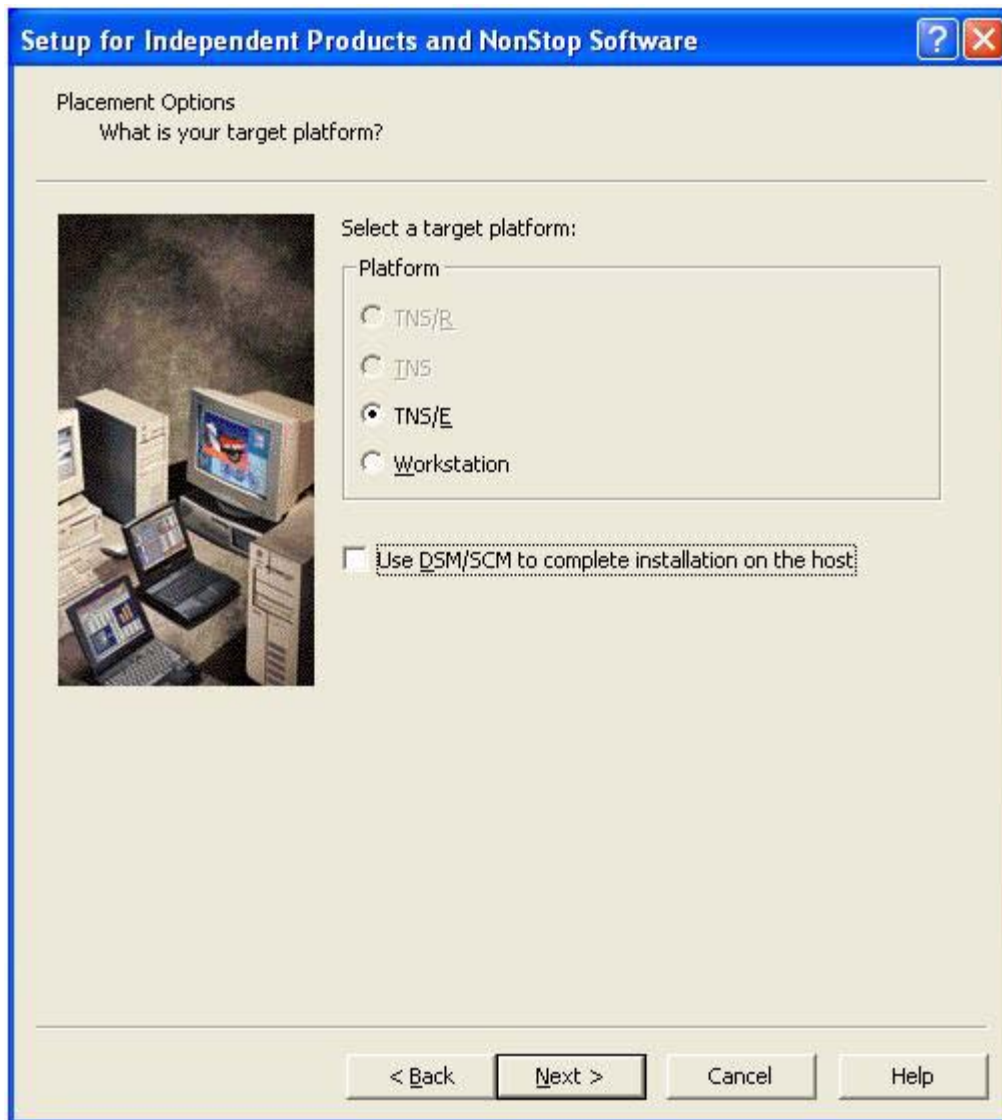 Setup for Independent Products and NonStop Software
Placement Options
What is your target platform?
Select a target platform:
Platform
TNS/R
TNS
TNS/E
Workstation
Use DSM/SCM to complete installation on the host
< Back Next > Cancel Help